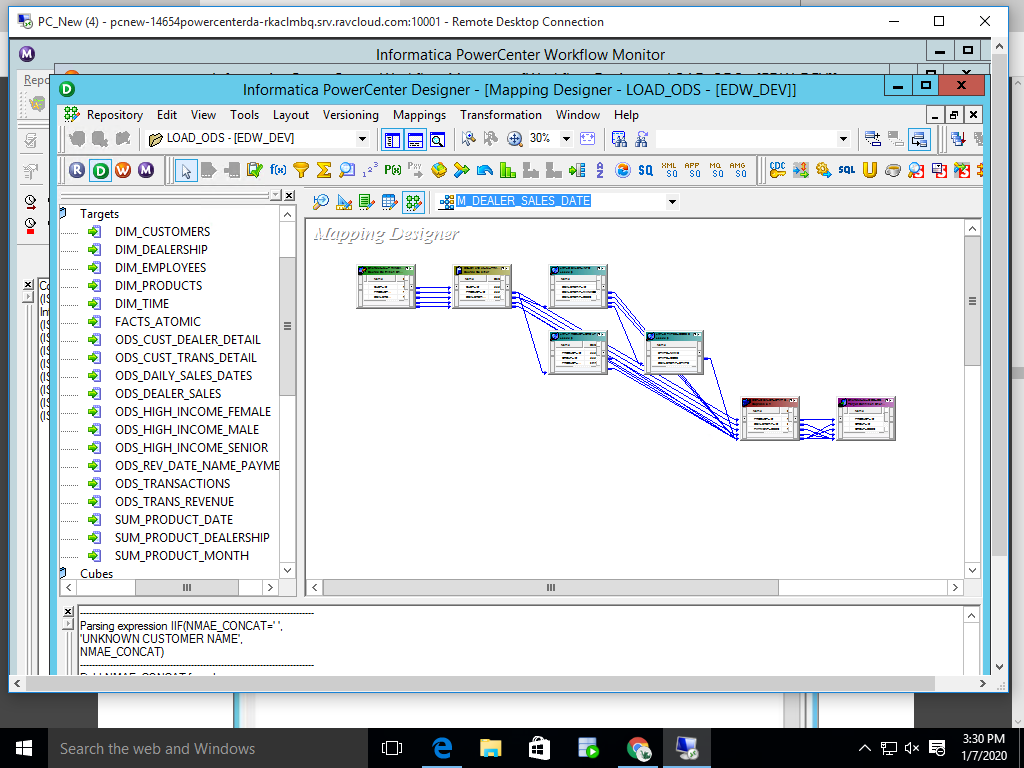 PC_New (4) - pcnew-14654powercenterda-rkaclmbq.srv.ravcloud.com:10001 - Remote Desktop Connection
Informatica PowerCenter Workflow Monitor
Repo
Informatica PowerCenter Designer - [Mapping Designer - LOAD_ODS - [EDW_DEV]]
Repository Edit View Tools Layout Versioning Mappings Transformation Window Help
LOAD_ODS - [EDW_DEV]
30%
M_DEALER_SALES_DATE
Mapping Designer
Targets
DIM_CUSTOMERS
DIM_DEALERSHIP
DIM_EMPLOYEES
DIM_PRODUCTS
DIM_TIME
FACTS_ATOMIC
ODS_CUST_DEALER_DETAIL
ODS_CUST_TRANS_DETAIL
ODS_DAILY_SALES_DATES
ODS_DEALER_SALES
ODS_HIGH_INCOME_FEMALE
ODS_HIGH_INCOME_MALE
ODS_HIGH_INCOME_SENIOR
ODS_REV_DATE_NAME_PAYME
ODS_TRANSACTIONS
ODS_TRANS_REVENUE
SUM_PRODUCT_DATE
SUM_PRODUCT_DEALERSHIP
SUM_PRODUCT_MONTH
Cubes
Parsing expression IIF(NMAE_CONCAT=' ',
'UNKNOWN CUSTOMER NAME',
NMAE_CONCAT)
Search the web and Windows
3:30 PM
1/7/2020